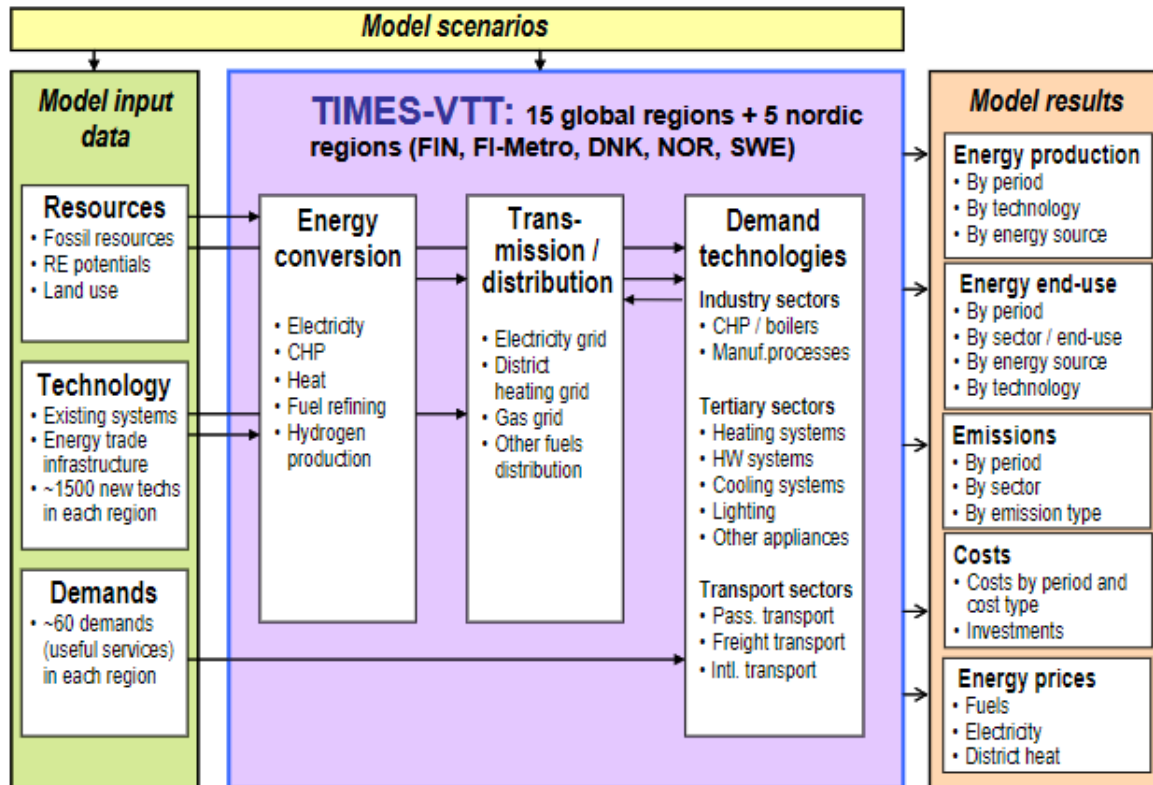 Model scenarios
Model input
data
Resources
• Fossil resources
• RE potentials
• Land use
Technology
• Existing systems
• Energy trade
infrastructure
• ~1500 new techs
in each region
Demands
• ~60 demands
(useful services)
in each region
TIMES-VTT: 15 global regions + 5 nordic
regions (FIN, FI-Metro, DNK, NOR, SWE)
Energy
conversion
• Electricity
• CHP
• Heat
• Fuel refining
• Hydrogen
production
Trans-
mission /
distribution
• Electricity grid
• District
heating grid
• Gas grid
• Other fuels
distribution
Demand
technologies
Industry sectors
• CHP / boilers
• Manuf.processes
Tertiary sectors
• Heating systems
• HW systems
• Cooling systems
• Lighting
• Other appliances
Transport sectors
• Pass. transport
• Freight transport
• Intl. transport
Model results
Energy production
• By period
• By technology
• By energy source
Energy end-use
• By period
• By sector / end-use
• By energy source
• By technology
Emissions
• By period
• By sector
• By emission type
Costs
• Costs by period and
cost type
• Investments
Energy prices
• Fuels
• Electricity
• District heat